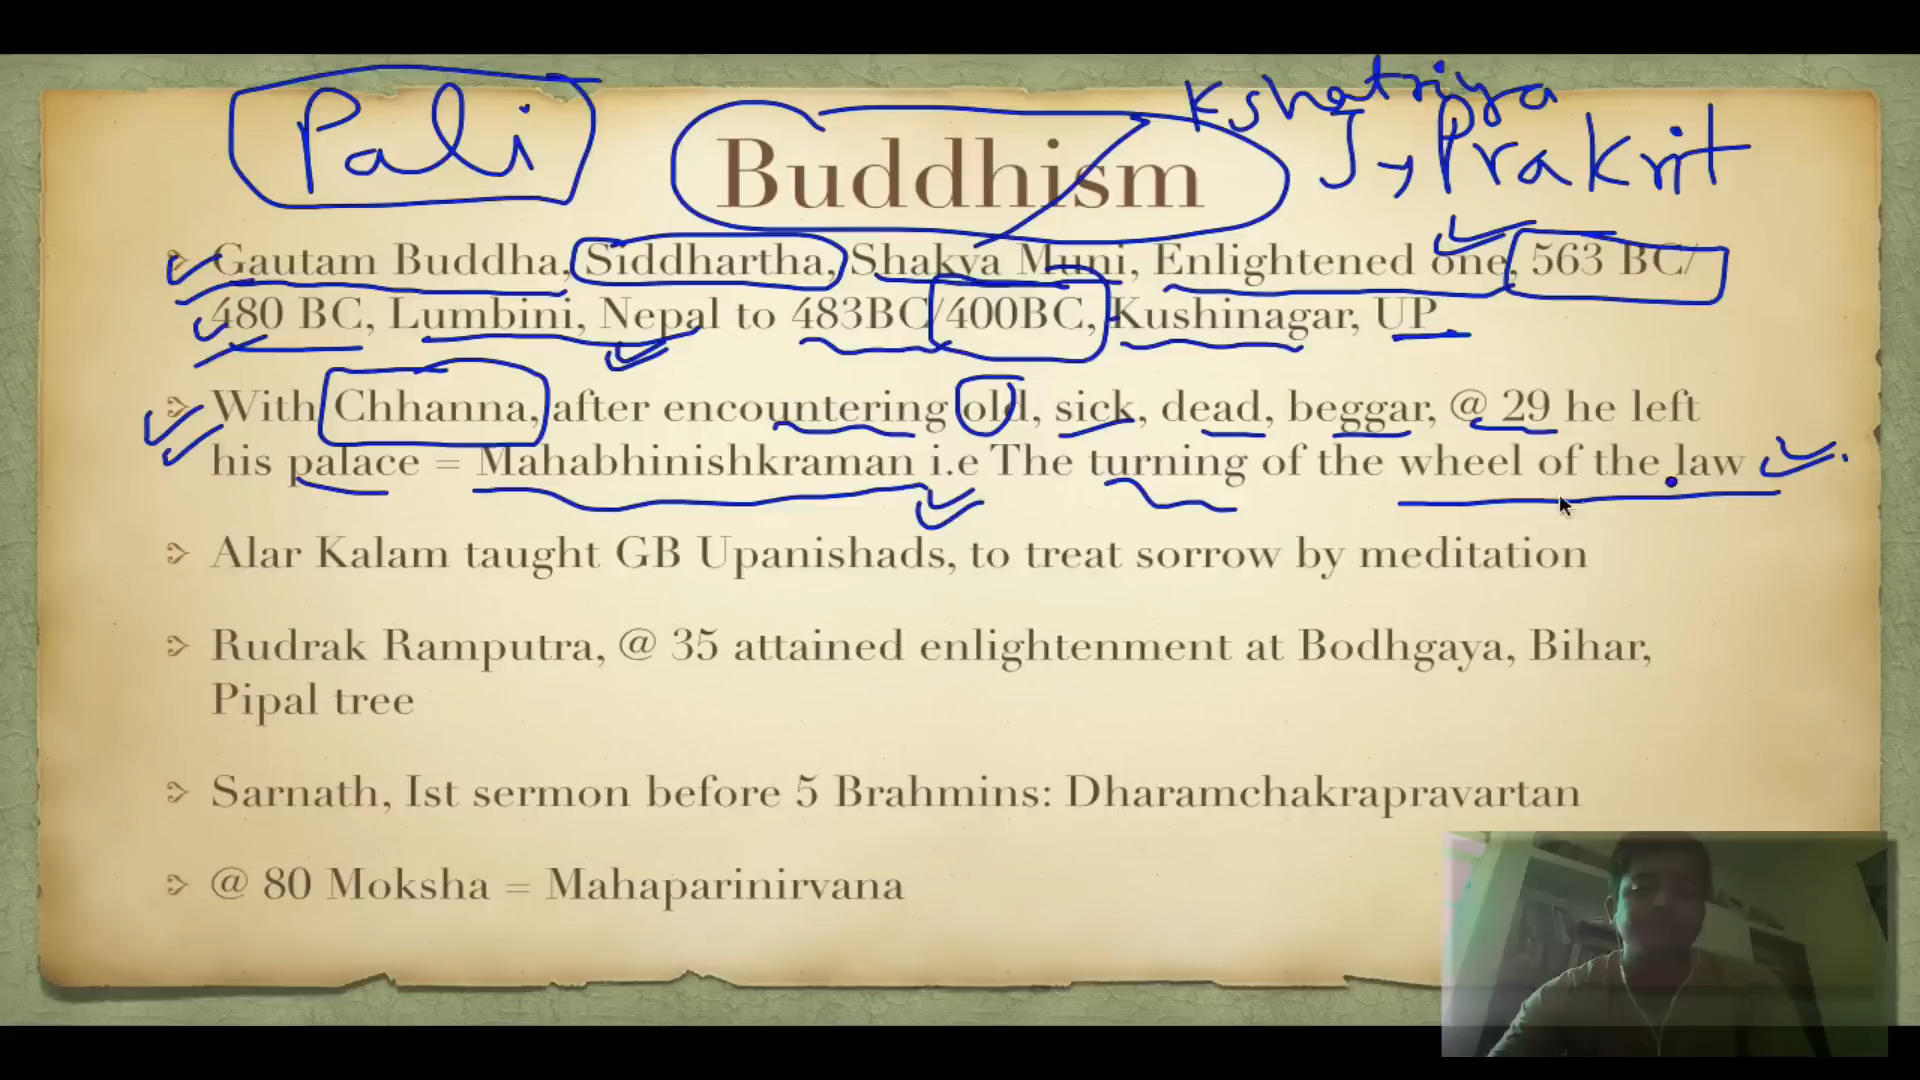 Pali
Kshatriya
J → Prakrit
Buddhism
Gautam Buddha, Siddhartha, Shakya Muni, Enlightened one, 563 BC/
480 BC, Lumbini, Nepal to 483BC/400BC, Kushinagar, UP
With Chhanna, after encountering old, sick, dead, beggar, @ 29 he left
his palace = Mahabhinishkraman i.e The turning of the wheel of the law
Alar Kalam taught GB Upanishads, to treat sorrow by meditation
Rudrak Ramputra, @ 35 attained enlightenment at Bodhgaya, Bihar,
Pipal tree
Sarnath, Ist sermon before 5 Brahmins: Dharamchakrapravartan
@ 80 Moksha = Mahaparinirvana